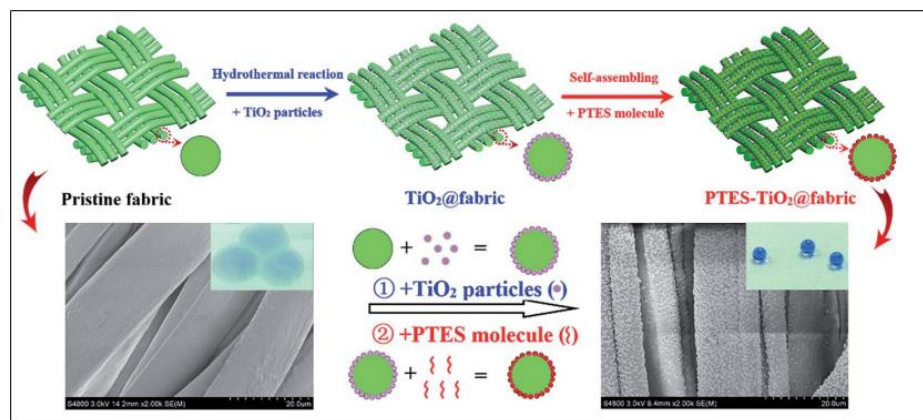 Hydrothermal reaction
+ TiO₂ particles
Self-assembling
+ PTES molecule
Pristine fabric
TiO₂@fabric
PTES-TiO₂@fabric
+ =
① +TiO₂ particles ( )
② +PTES molecule ( )
+ =
S4800 3.0kV 14.2mm x2.00k SE(M) 20.0um
S4800 3.0kV 8.4mm x2.00k SE(M) 20.0um